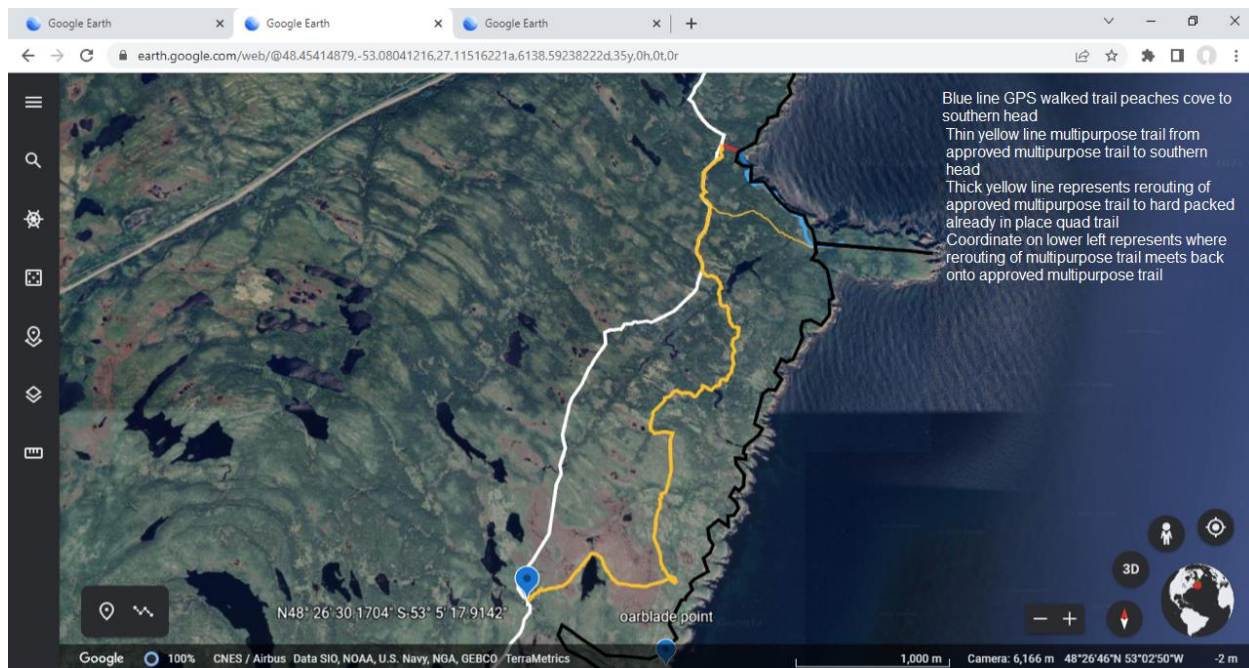 Google Earth
Google Earth
Google Earth
earth.google.com/web/@48.45414879,-53.08041216,27.11516221a,6138.59238222d,35y,0h,0t,0r
Blue line GPS walked trail peaches cove to
southern head
Thin yellow line multipurpose trail from
approved multipurpose trail to southern
head
Thick yellow line represents rerouting of
approved multipurpose trail to hard packed
already in place quad trail
Coordinate on lower left represents where
rerouting of multipurpose trail meets back
onto approved multipurpose trail
3D
N48° 26' 30.1704" S-53° 5' 17.9142"
oarblade point
Google 100% CNES / Airbus Data SIO, NOAA, U.S. Navy, NGA, GEBCO TerraMetrics 1,000 m Camera: 6,166 m 48°26'46"N 53°02'50"W -2 m